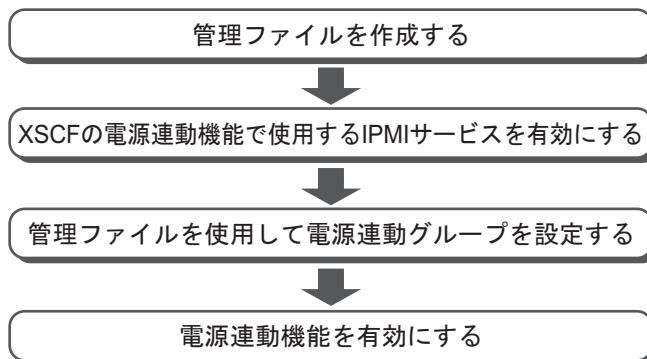 管理ファイルを作成する
XSCFの電源連動機能で使用するIPMIサービスを有効にする
管理ファイルを使用して電源連動グループを設定する
電源連動機能を有効にする